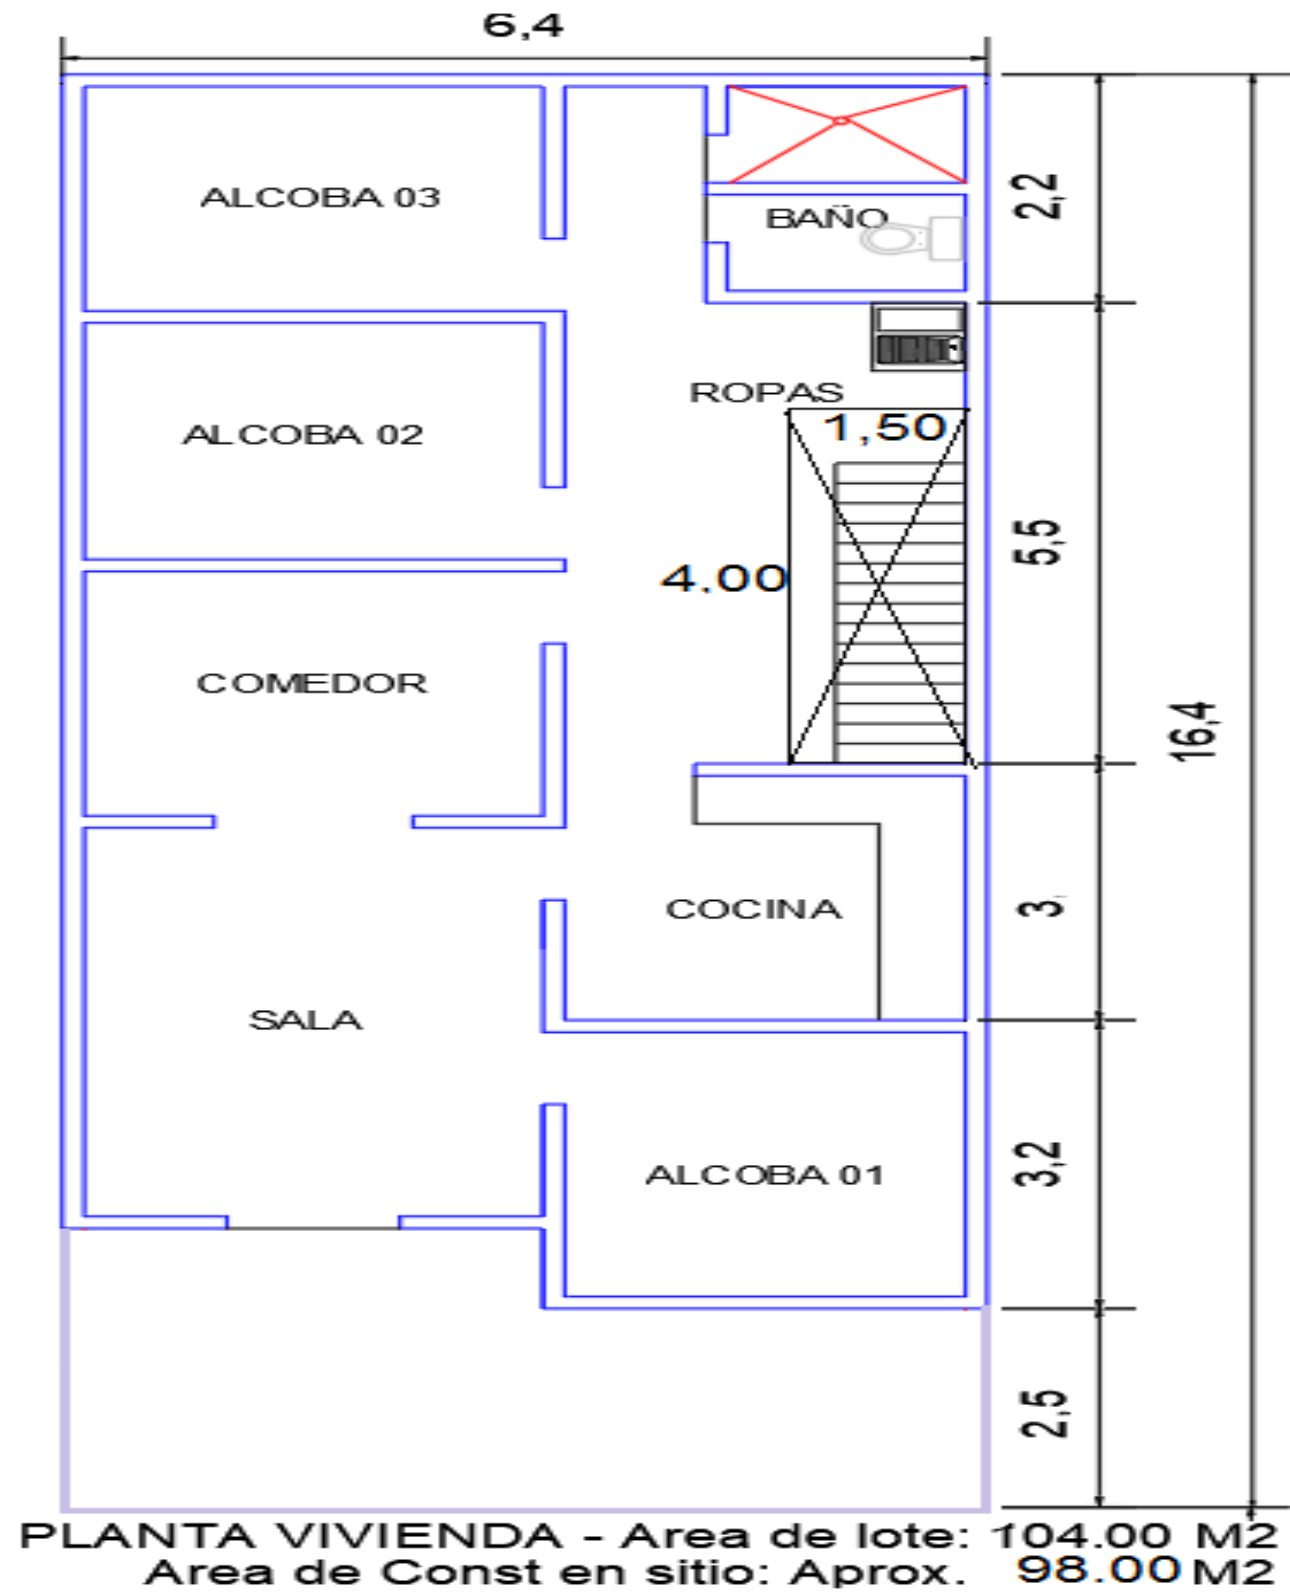 6,4
ALCOBA 03
2,2
BAÑO
ROPAS
1,50
ALCOBA 02
5,5
4.00
COMEDOR
16,4
COCINA
3,
SALA
ALCOBA 01
3,2
2,5
PLANTA VIVIENDA - Area de lote: 104.00 M2
Area de Const en sitio: Aprox. 98.00 M2